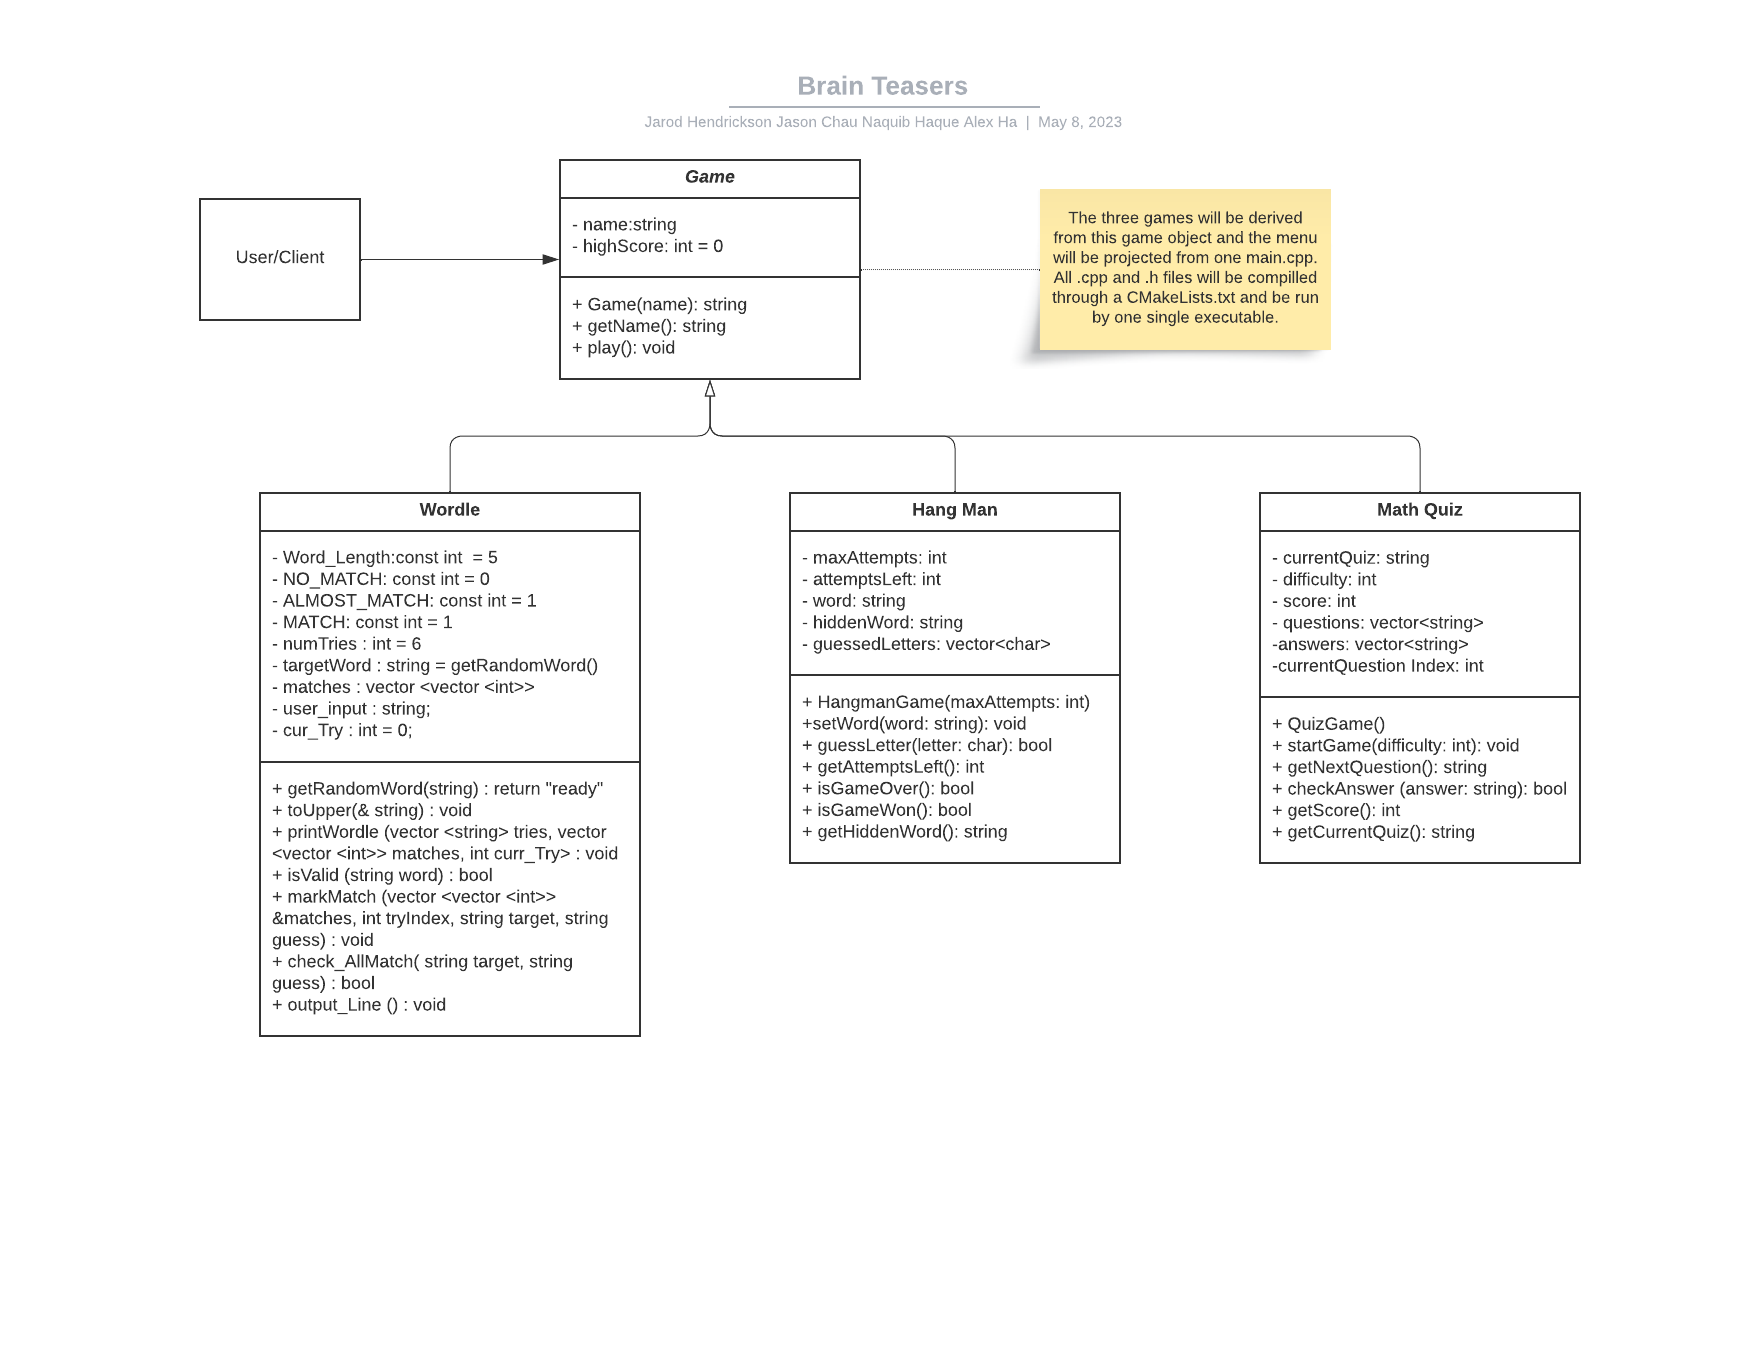 Brain Teasers
Jarod Hendrickson Jason Chau Naquib Haque Alex Ha | May 8, 2023
User/Client
Game
- name:string
- highScore: int = 0
+ Game(name): string
+ getName(): string
+ play(): void
The three games will be derived
from this game object and the menu
will be projected from one main.cpp.
All .cpp and .h files will be compilled
through a CMakeLists.txt and be run
by one single executable.
Wordle
- Word_Length:const int  = 5
- NO_MATCH: const int = 0
- ALMOST_MATCH: const int = 1
- MATCH: const int = 1
- numTries : int = 6
- targetWord : string = getRandomWord()
- matches : vector <vector <int>>
- user_input : string;
- cur_Try : int = 0;
+ getRandomWord(string) : return "ready"
+ toUpper(& string) : void
+ printWordle (vector <string> tries, vector
<vector <int>> matches, int curr_Try> : void
+ isValid (string word) : bool
+ markMatch (vector <vector <int>>
&matches, int tryIndex, string target, string
guess) : void
+ check_AllMatch( string target, string
guess) : bool
+ output_Line () : void
Hang Man
- maxAttempts: int
- attemptsLeft: int
- word: string
- hiddenWord: string
- guessedLetters: vector<char>
+ HangmanGame(maxAttempts: int)
+setWord(word: string): void
+ guessLetter(letter: char): bool
+ getAttemptsLeft(): int
+ isGameOver(): bool
+ isGameWon(): bool
+ getHiddenWord(): string
Math Quiz
- currentQuiz: string
- difficulty: int
- score: int
- questions: vector<string>
-answers: vector<string>
-currentQuestion Index: int
+ QuizGame()
+ startGame(difficulty: int): void
+ getNextQuestion(): string
+ checkAnswer (answer: string): bool
+ getScore(): int
+ getCurrentQuiz(): string